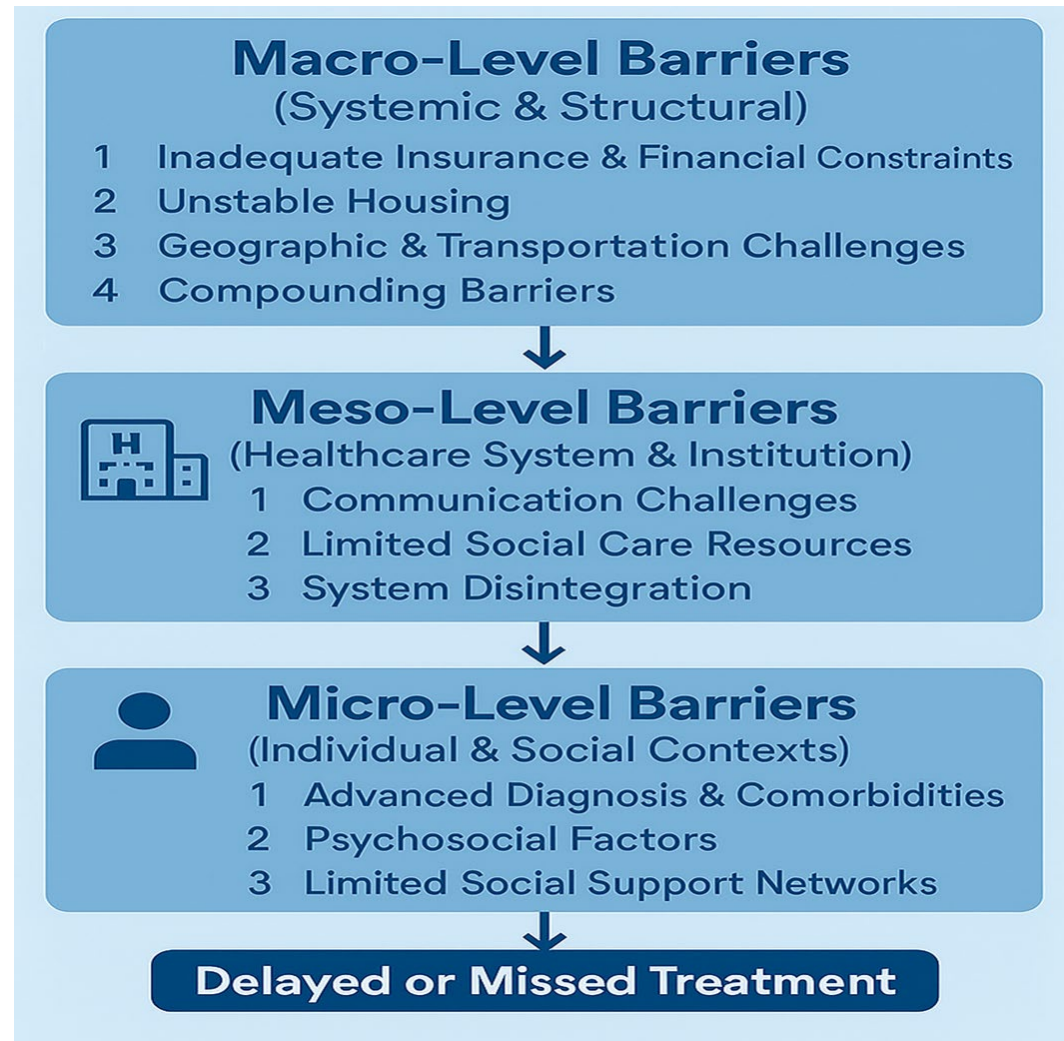 Macro-Level Barriers
(Systemic & Structural)
1 Inadequate Insurance & Financial Constraints
2 Unstable Housing
3 Geographic & Transportation Challenges
4 Compounding Barriers
Meso-Level Barriers
H
(Healthcare System & Institution)
1 Communication Challenges
2 Limited Social Care Resources
3 System Disintegration
Micro-Level Barriers
(Individual & Social Contexts)
1 Advanced Diagnosis & Comorbidities
2 Psychosocial Factors
3 Limited Social Support Networks
Delayed or Missed Treatment